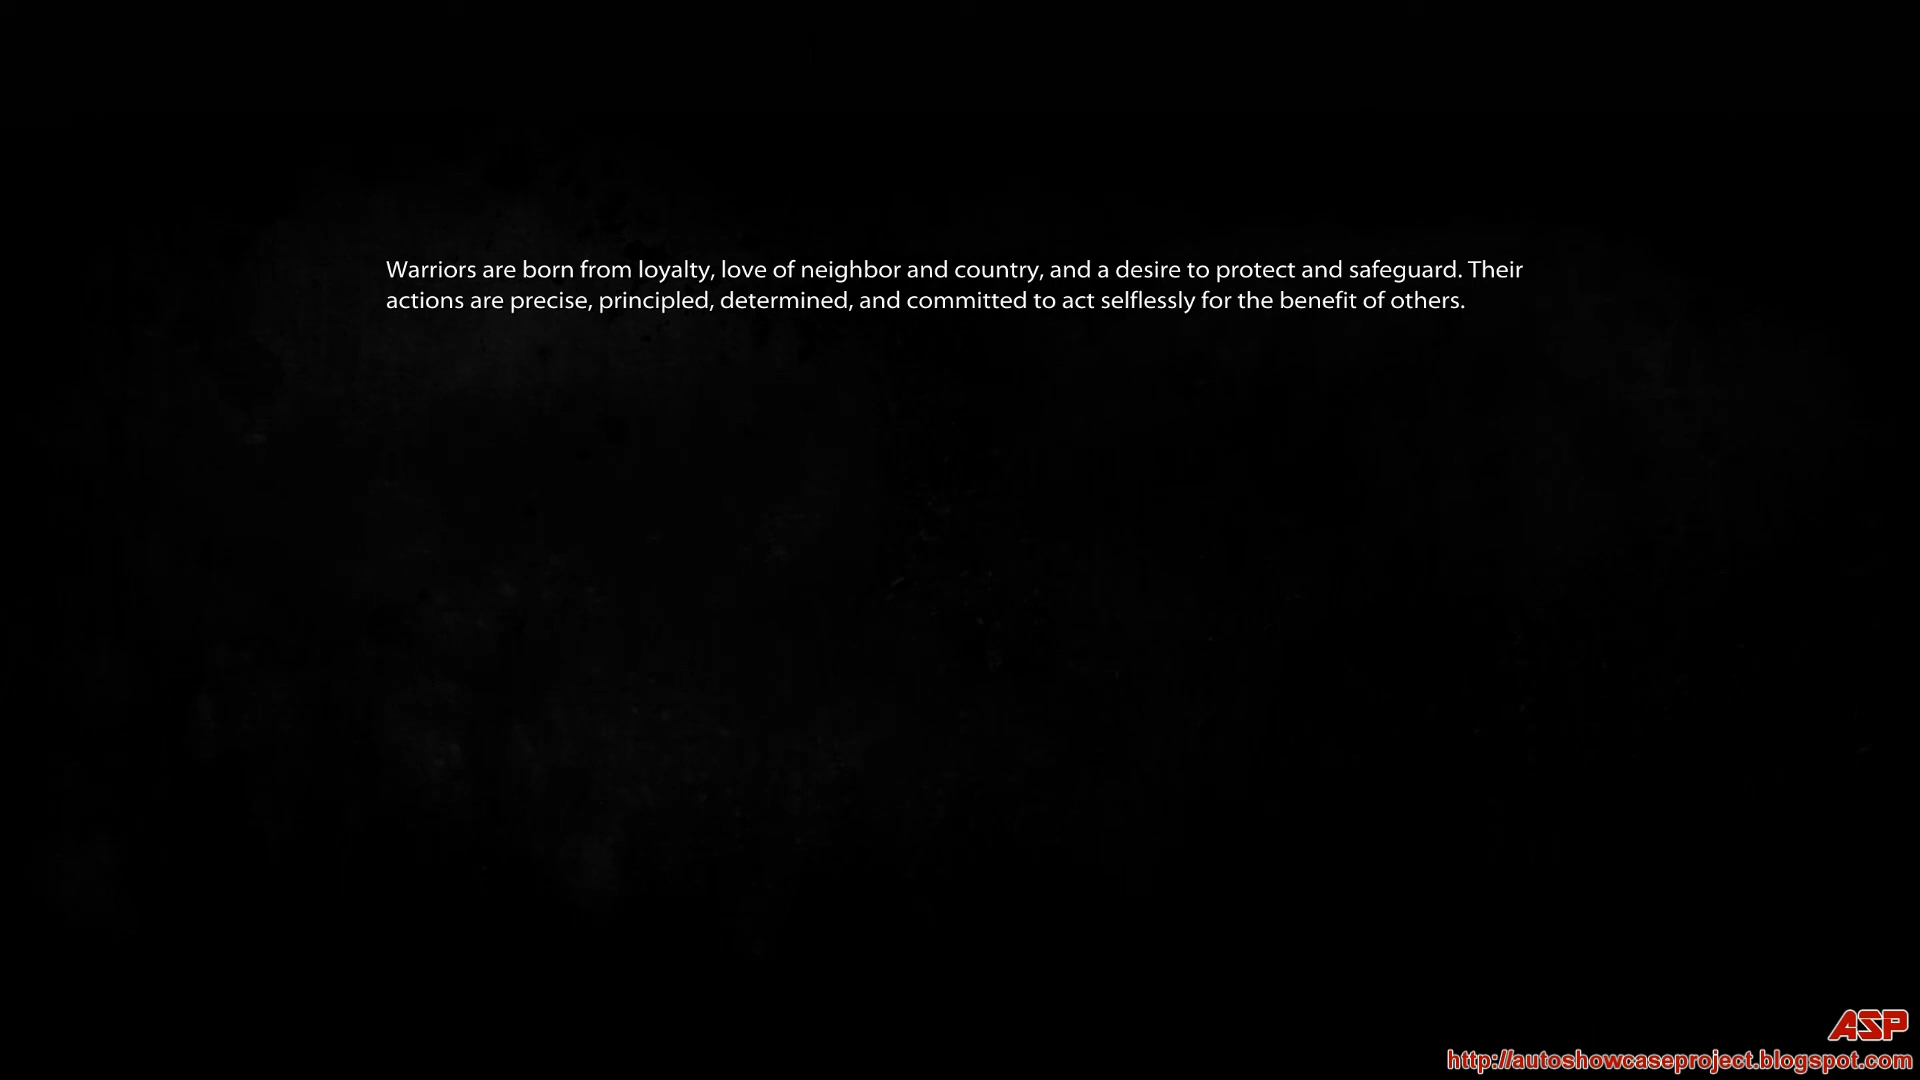 Warriors are born from loyalty, love of neighbor and country, and a desire to protect and safeguard. Their
actions are precise, principled, determined, and committed to act selflessly for the benefit of others.
ASP
http://autoshowcaseproject.blogspot.com